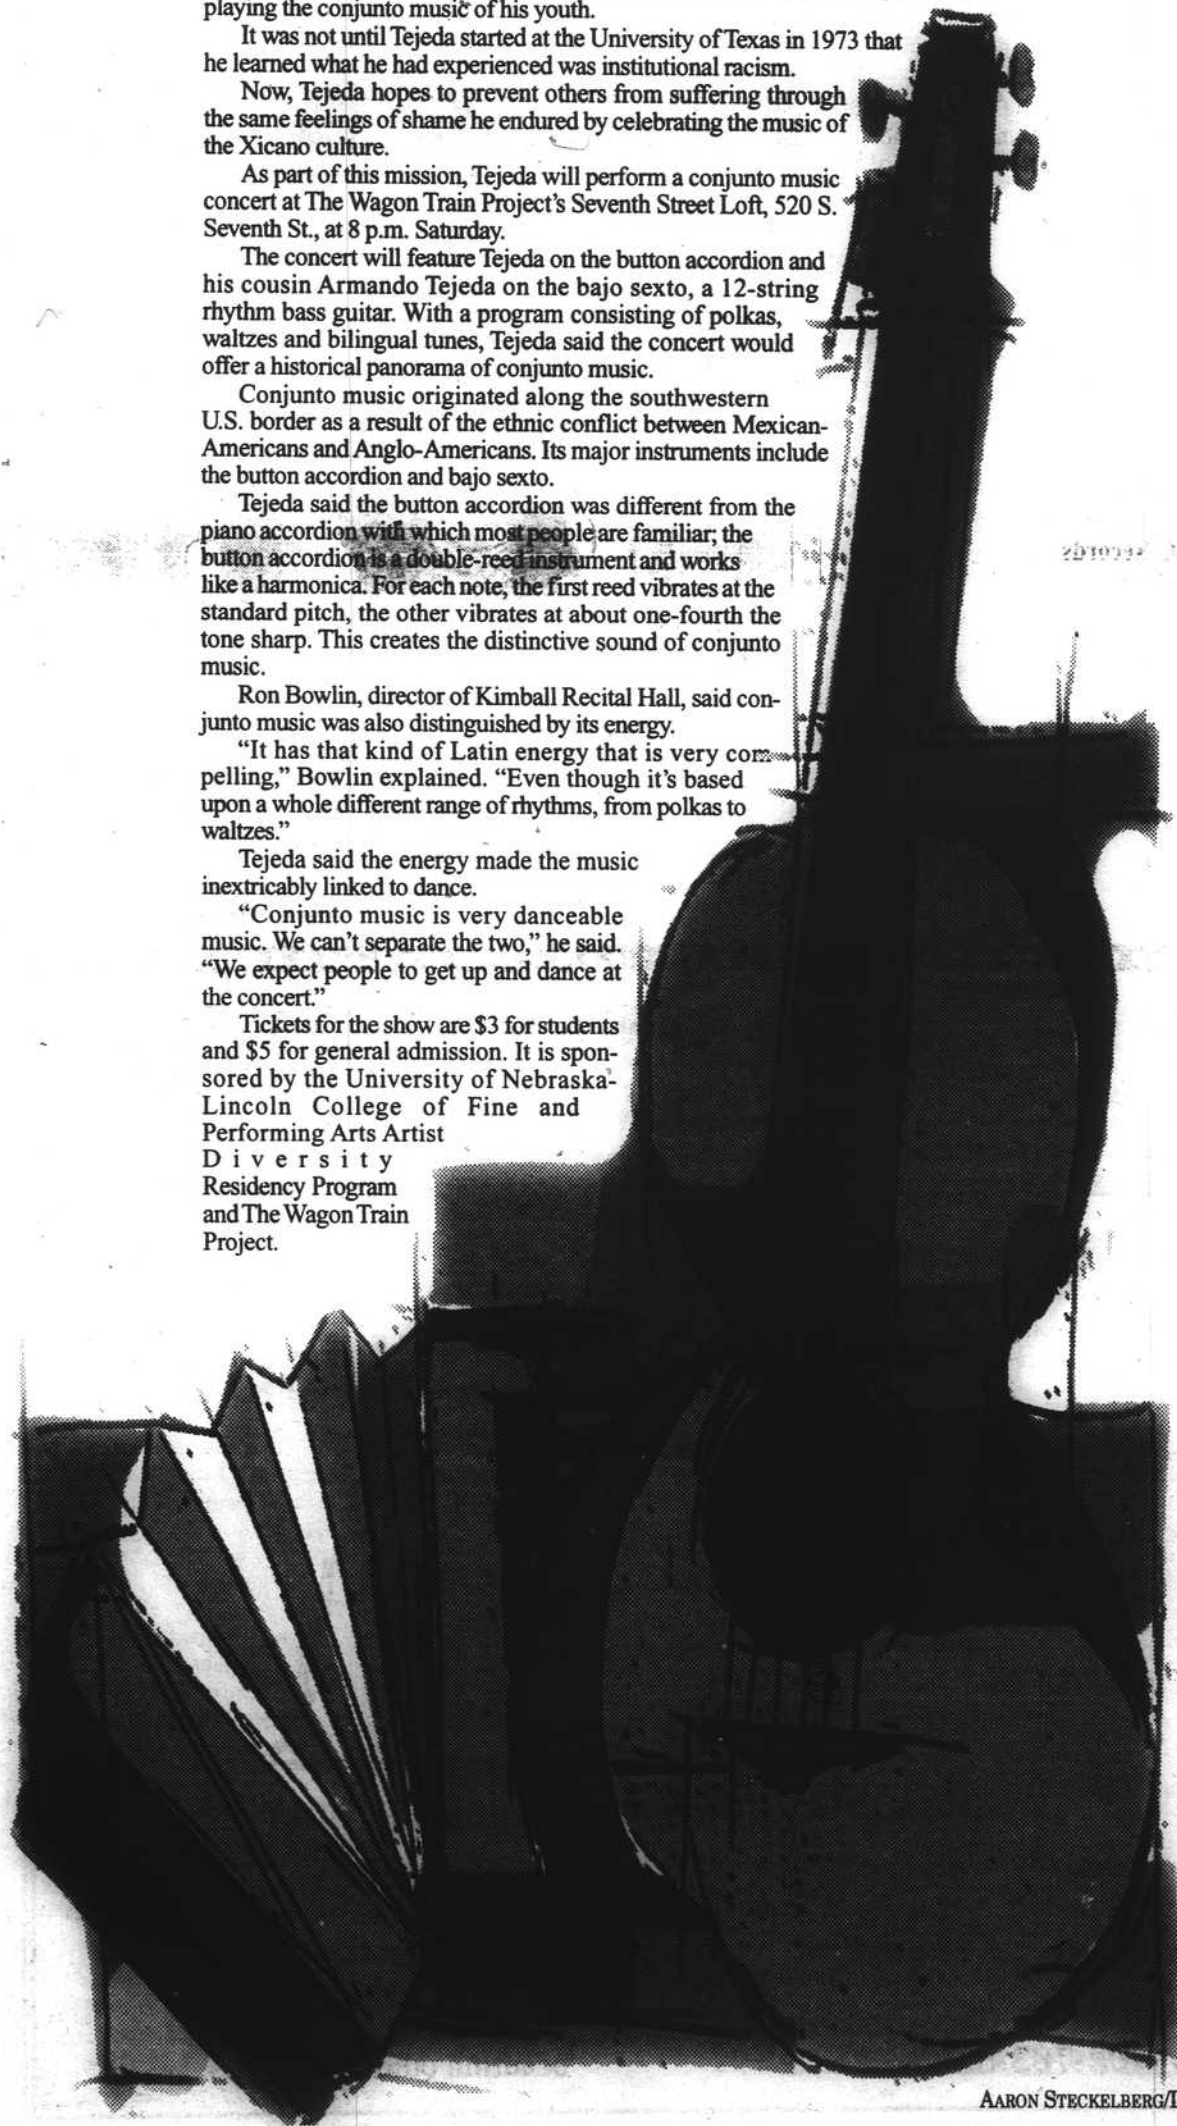 playing the conjunto music of his youth.
It was not until Tejeda started at the University of Texas in 1973 that
he learned what he had experienced was institutional racism.
Now, Tejeda hopes to prevent others from suffering through
the same feelings of shame he endured by celebrating the music of
the Xicano culture.
As part of this mission, Tejeda will perform a conjunto music
concert at The Wagon Train Project's Seventh Street Loft, 520 S.
Seventh St., at 8 p.m. Saturday.
The concert will feature Tejeda on the button accordion and
his cousin Armando Tejeda on the bajo sexto, a 12-string
rhythm bass guitar. With a program consisting of polkas,
waltzes and bilingual tunes, Tejeda said the concert would
offer a historical panorama of conjunto music.
Conjunto music originated along the southwestern
U.S. border as a result of the ethnic conflict between Mexican-
Americans and Anglo-Americans. Its major instruments include
the button accordion and bajo sexto.
Tejeda said the button accordion was different from the
piano accordion with which most people are familiar; the
button accordion is a double-reed instrument and works
like a harmonica. For each note, the first reed vibrates at the
standard pitch, the other vibrates at about one-fourth the
tone sharp. This creates the distinctive sound of conjunto
music.
Ron Bowlin, director of Kimball Recital Hall, said con-
junto music was also distinguished by its energy.
“It has that kind of Latin energy that is very com-
pelling,” Bowlin explained. “Even though it's based
upon a whole different range of rhythms, from polkas to
waltzes.”
Tejeda said the energy made the music
inextricably linked to dance.
“Conjunto music is very danceable
music. We can't separate the two,” he said.
“We expect people to get up and dance at
the concert.”
Tickets for the show are $3 for students
and $5 for general admission. It is spon-
sored by the University of Nebraska-
Lincoln College of Fine and
Performing Arts Artist
Diversity
Residency Program
and The Wagon Train
Project.
AARON STECKELBERG/